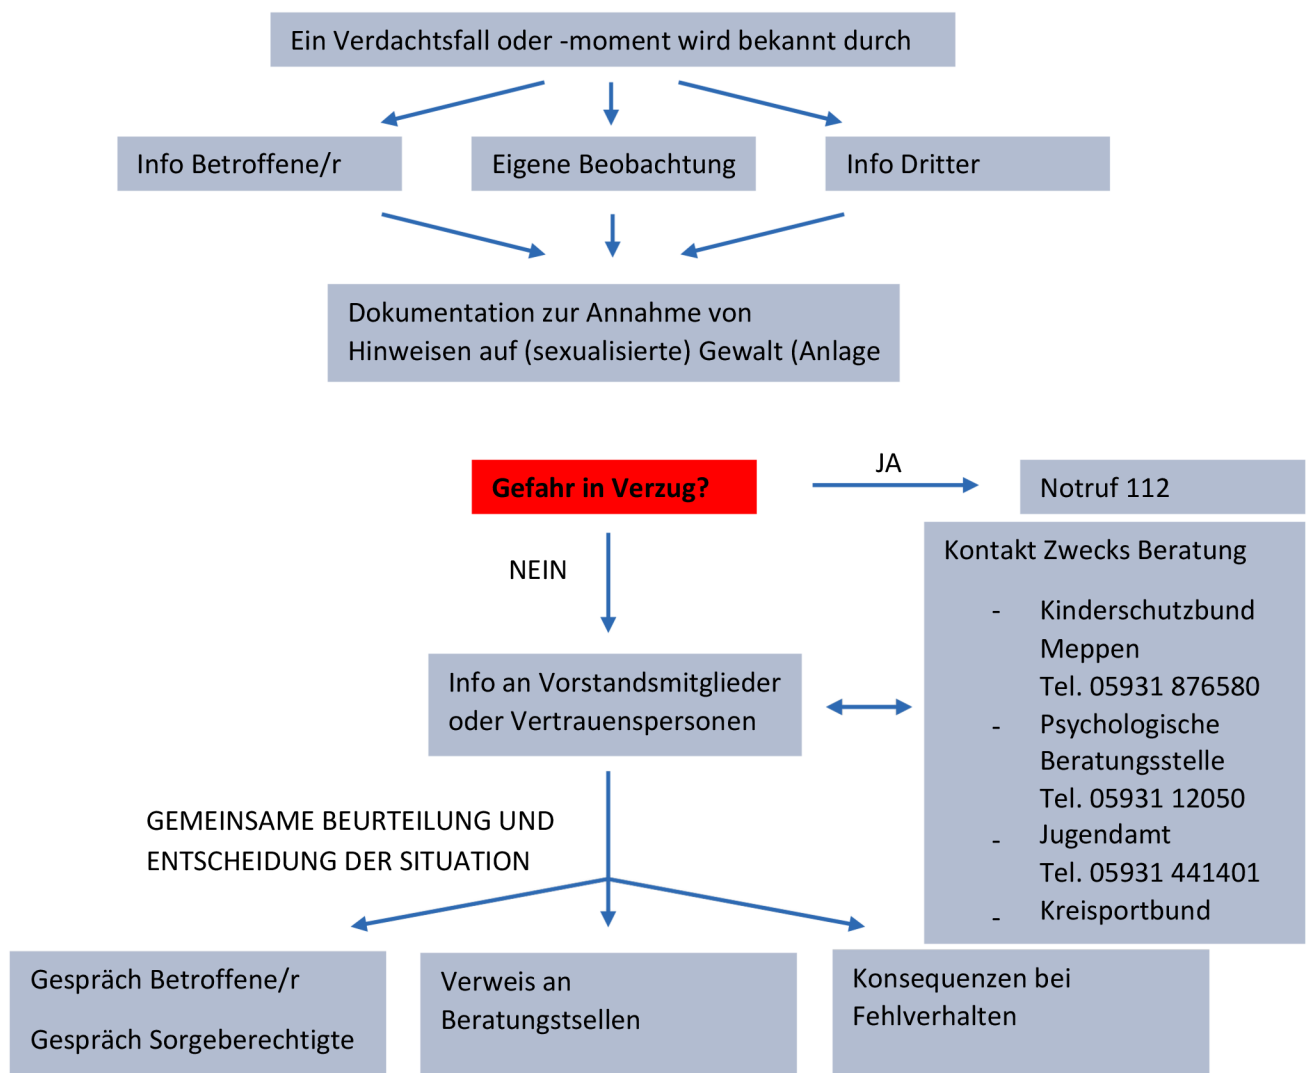 Ein Verdachtsfall oder -moment wird bekannt durch
Info Betroffene/r
Eigene Beobachtung
Info Dritter
Dokumentation zur Annahme von
Hinweisen auf (sexualisierte) Gewalt (Anlage
Gefahr in Verzug?
JA
Notruf 112
NEIN
Kontakt Zwecks Beratung
- Kinderschutzbund
Meppen
Tel. 05931 876580
- Psychologische
Beratungsstelle
Tel. 05931 12050
- Jugendamt
Tel. 05931 441401
- Kreisportbund
Info an Vorstandsmitglieder
oder Vertrauenspersonen
GEMEINSAME BEURTEILUNG UND
ENTSCHEIDUNG DER SITUATION
Gespräch Betroffene/r
Gespräch Sorgeberechtigte
Verweis an
Beratungstsellen
Konsequenzen bei
Fehlverhalten